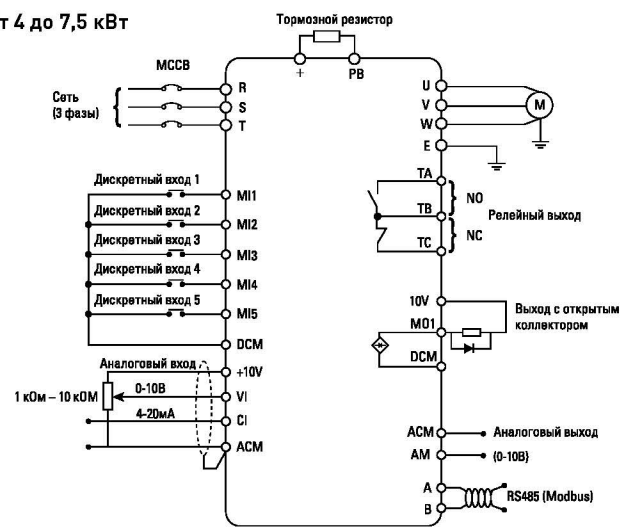 т 4 до 7,5 кВт
Тормозной резистор
+
PB
MCCB
Сеть
(3 фазы)
R
S
T
U
V
W
E
M
Дискретный вход 1
MI1
Дискретный вход 2
MI2
Дискретный вход 3
MI3
Дискретный вход 4
MI4
Дискретный вход 5
MI5
DCM
TA
TB
TC
NO
NC
Релейный выход
10V
MO1
DCM
Выход с открытым
коллектором
Аналоговый вход
+10V
1 кОм – 10 кОМ
0-10В
VI
4-20мА
CI
ACM
ACM
Аналоговый выход
AM
(0-10В)
A
B
RS485 (Modbus)